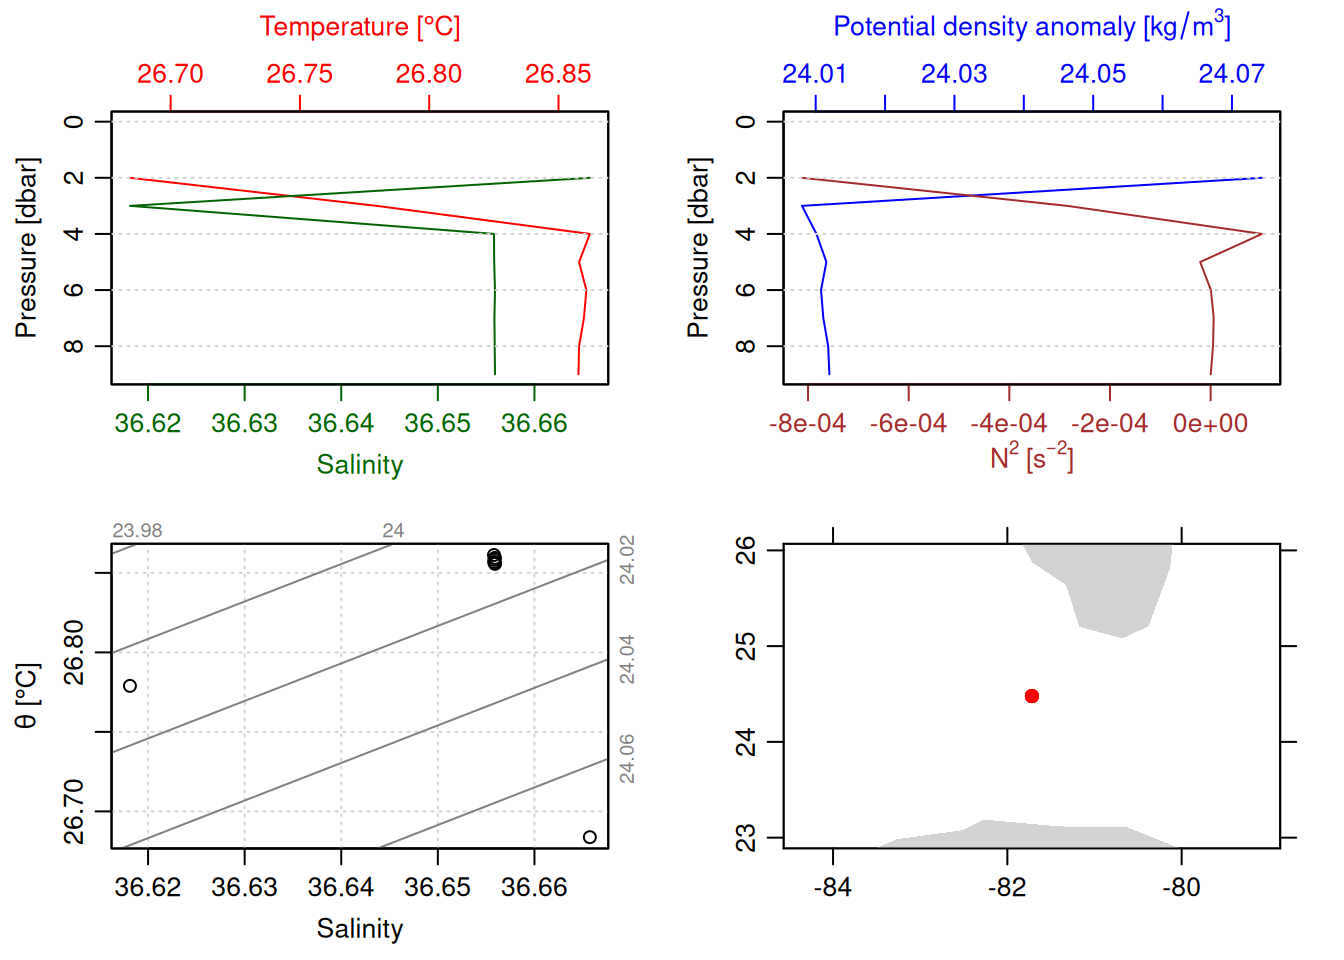 Temperature [°C]
26.70 26.75 26.80 26.85
Pressure [dbar]
0
2
4
6
8
36.62 36.63 36.64 36.65 36.66
Salinity
Potential density anomaly [kg/m³]
24.01 24.03 24.05 24.07
Pressure [dbar]
0
2
4
6
8
-8e-04 -6e-04 -4e-04 -2e-04 0e+00
N² [s⁻²]
23.98 24
24.02
24.04
24.06
θ [°C]
26.80
26.70
36.62 36.63 36.64 36.65 36.66
Salinity
26
25
24
23
-84 -82 -80